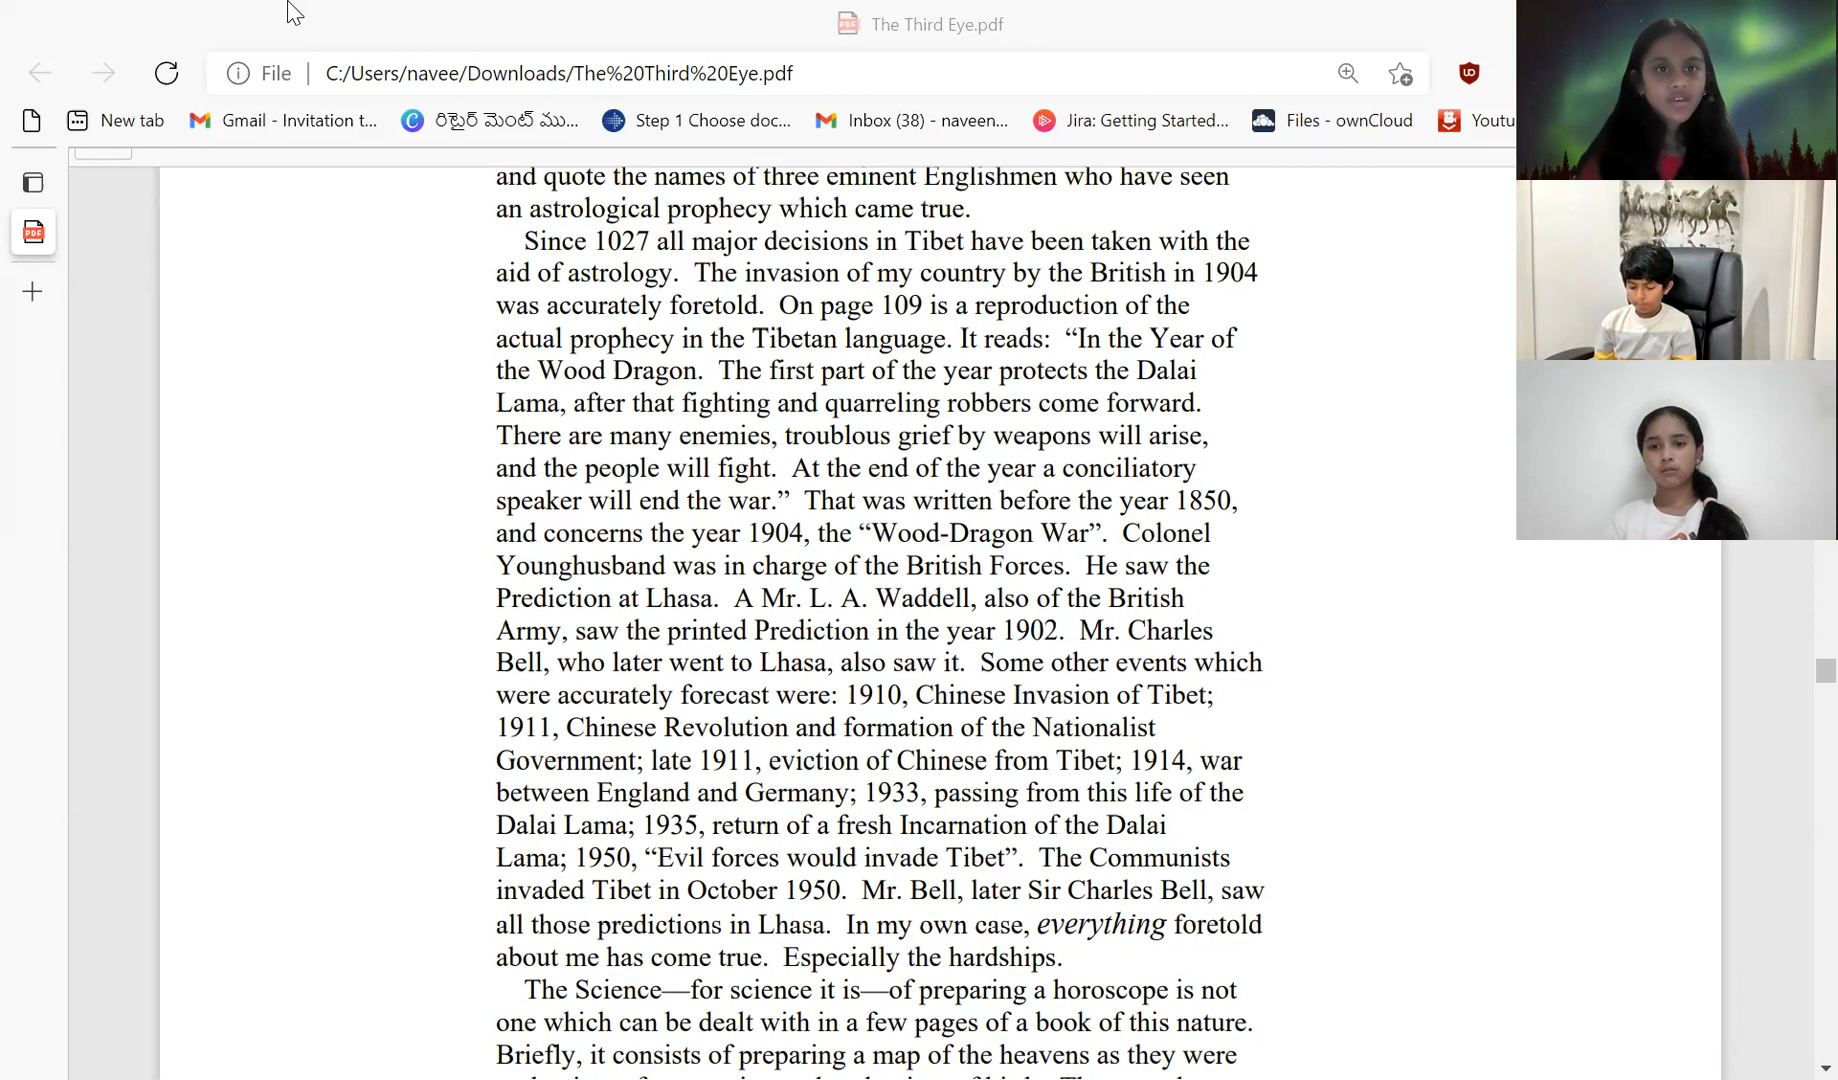 The Third Eye.pdf
File
C:/Users/navee/Downloads/The%20Third%20Eye.pdf
New tab
Gmail - Invitation t...
రిటైర్ మెంట్ ము...
Step 1 Choose doc...
Inbox (38) - naveen...
Jira: Getting Started...
Files - ownCloud
Youtu
and quote the names of three eminent Englishmen who have seen
an astrological prophecy which came true.
Since 1027 all major decisions in Tibet have been taken with the
aid of astrology. The invasion of my country by the British in 1904
was accurately foretold. On page 109 is a reproduction of the
actual prophecy in the Tibetan language. It reads: “In the Year of
the Wood Dragon. The first part of the year protects the Dalai
Lama, after that fighting and quarreling robbers come forward.
There are many enemies, troublous grief by weapons will arise,
and the people will fight. At the end of the year a conciliatory
speaker will end the war.” That was written before the year 1850,
and concerns the year 1904, the “Wood-Dragon War”. Colonel
Younghusband was in charge of the British Forces. He saw the
Prediction at Lhasa. A Mr. L. A. Waddell, also of the British
Army, saw the printed Prediction in the year 1902. Mr. Charles
Bell, who later went to Lhasa, also saw it. Some other events which
were accurately forecast were: 1910, Chinese Invasion of Tibet;
1911, Chinese Revolution and formation of the Nationalist
Government; late 1911, eviction of Chinese from Tibet; 1914, war
between England and Germany; 1933, passing from this life of the
Dalai Lama; 1935, return of a fresh Incarnation of the Dalai
Lama; 1950, “Evil forces would invade Tibet”. The Communists
invaded Tibet in October 1950. Mr. Bell, later Sir Charles Bell, saw
all those predictions in Lhasa. In my own case, everything foretold
about me has come true. Especially the hardships.
The Science—for science it is—of preparing a horoscope is not
one which can be dealt with in a few pages of a book of this nature.
Briefly, it consists of preparing a map of the heavens as they were